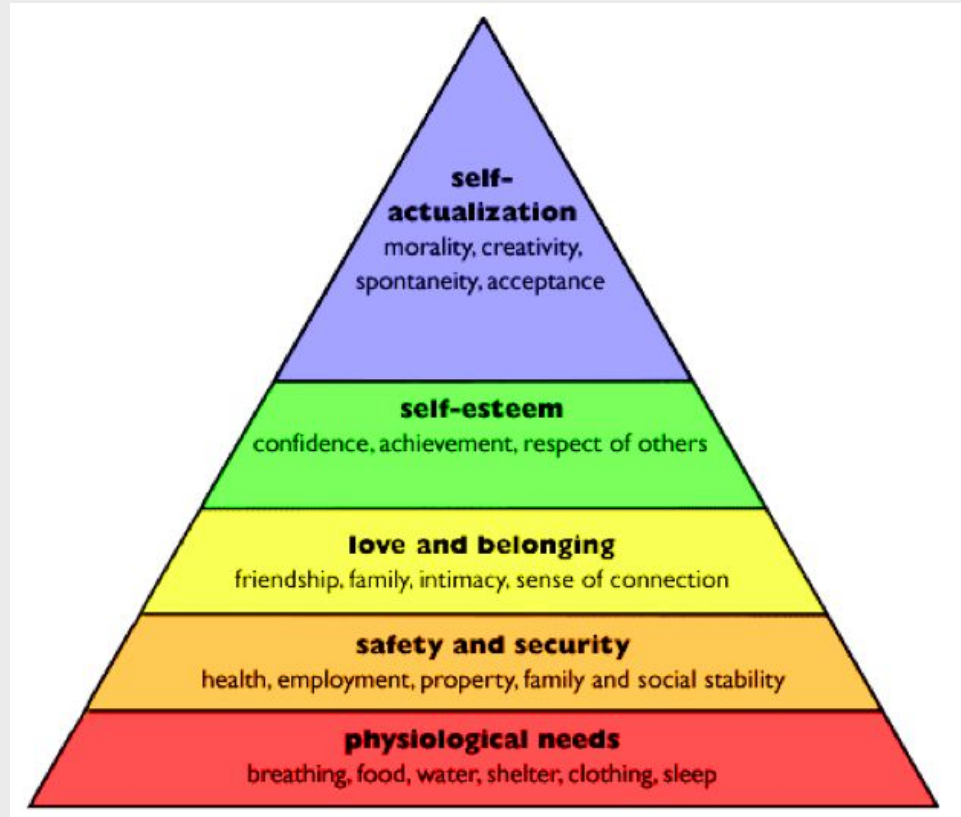 self-
actualization
morality, creativity,
spontaneity, acceptance
self-esteem
confidence, achievement, respect of others
love and belonging
friendship, family, intimacy, sense of connection
safety and security
health, employment, property, family and social stability
physiological needs
breathing, food, water, shelter, clothing, sleep